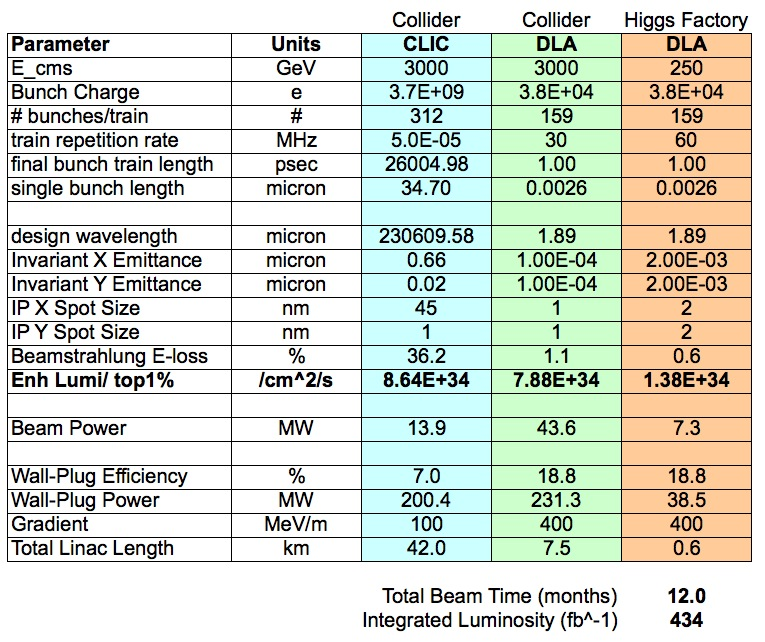 Collider Collider Higgs Factory
Parameter Units CLIC DLA DLA
E_cms GeV 3000 3000 250
Bunch Charge e 3.7E+09 3.8E+04 3.8E+04
# bunches/train # 312 159 159
train repetition rate MHz 5.0E-05 30 60
final bunch train length psec 26004.98 1.00 1.00
single bunch length micron 34.70 0.0026 0.0026
design wavelength micron 230609.58 1.89 1.89
Invariant X Emittance micron 0.66 1.00E-04 2.00E-03
Invariant Y Emittance micron 0.02 1.00E-04 2.00E-03
IP X Spot Size nm 45 1 2
IP Y Spot Size nm 1 1 2
Beamstrahlung E-loss % 36.2 1.1 0.6
Enh Lumi/ top1% /cm^2/s 8.64E+34 7.88E+34 1.38E+34
Beam Power MW 13.9 43.6 7.3
Wall-Plug Efficiency % 7.0 18.8 18.8
Wall-Plug Power MW 200.4 231.3 38.5
Gradient MeV/m 100 400 400
Total Linac Length km 42.0 7.5 0.6
Total Beam Time (months) 12.0
Integrated Luminosity (fb^-1) 434